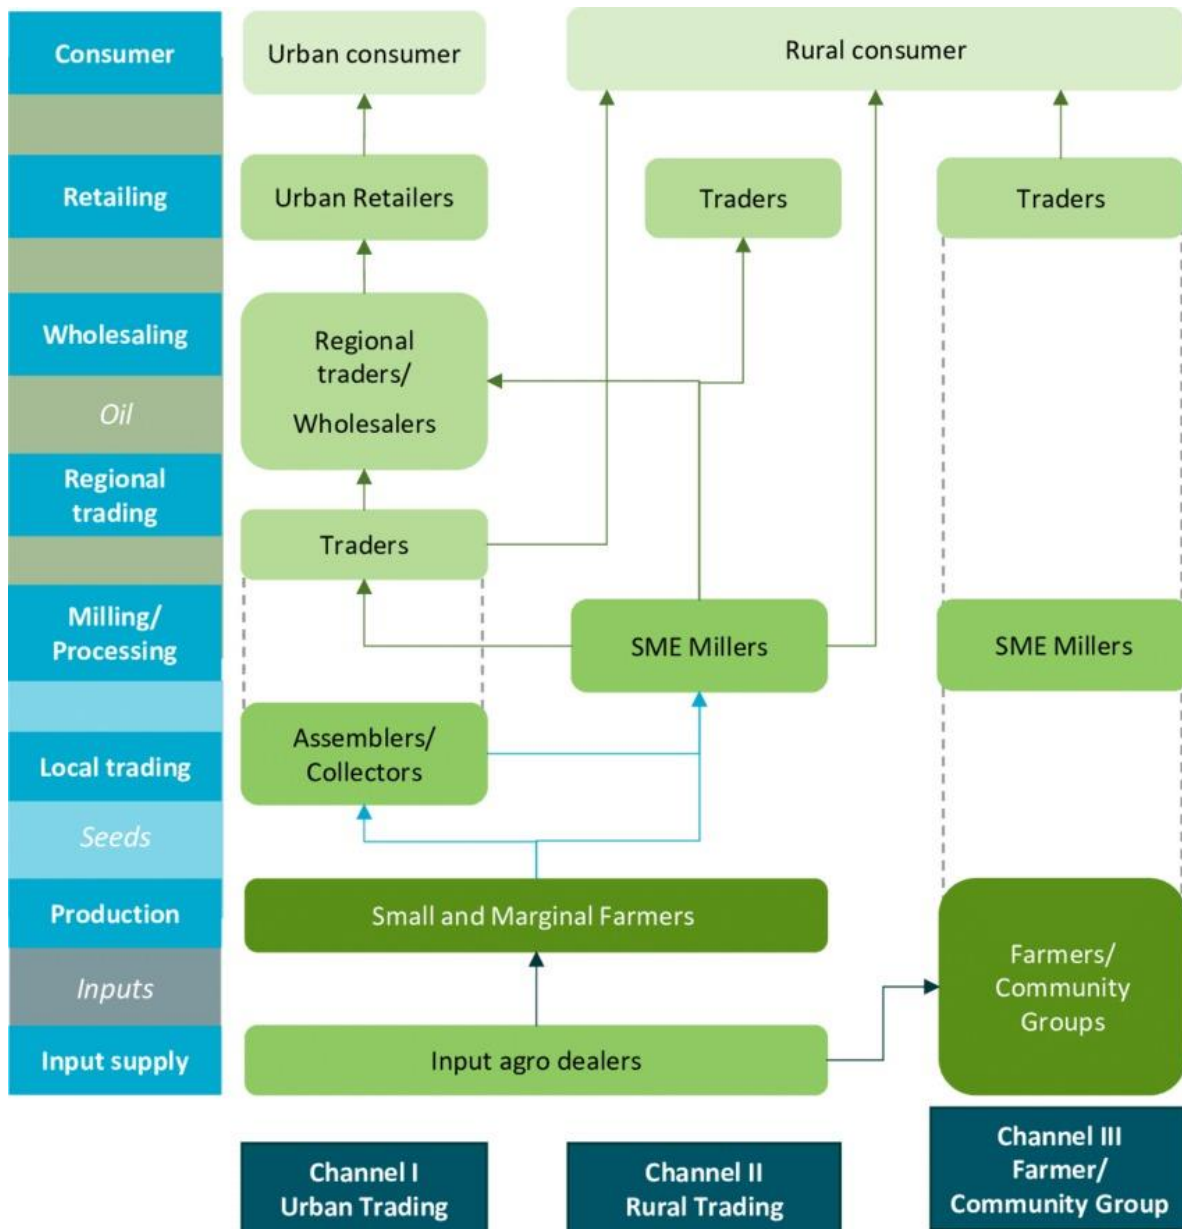 Consumer
Urban consumer
Rural consumer
Retailing
Urban Retailers
Traders
Traders
Wholesaling
Regional
traders/
Wholesalers
Oil
Regional
trading
Traders
Milling/
Processing
SME Millers
SME Millers
Assemblers/
Collectors
Local trading
Seeds
Production
Small and Marginal Farmers
Farmers/
Community
Groups
Inputs
Input supply
Input agro dealers
Channel I
Urban Trading
Channel II
Rural Trading
Channel III
Farmer/
Community Group